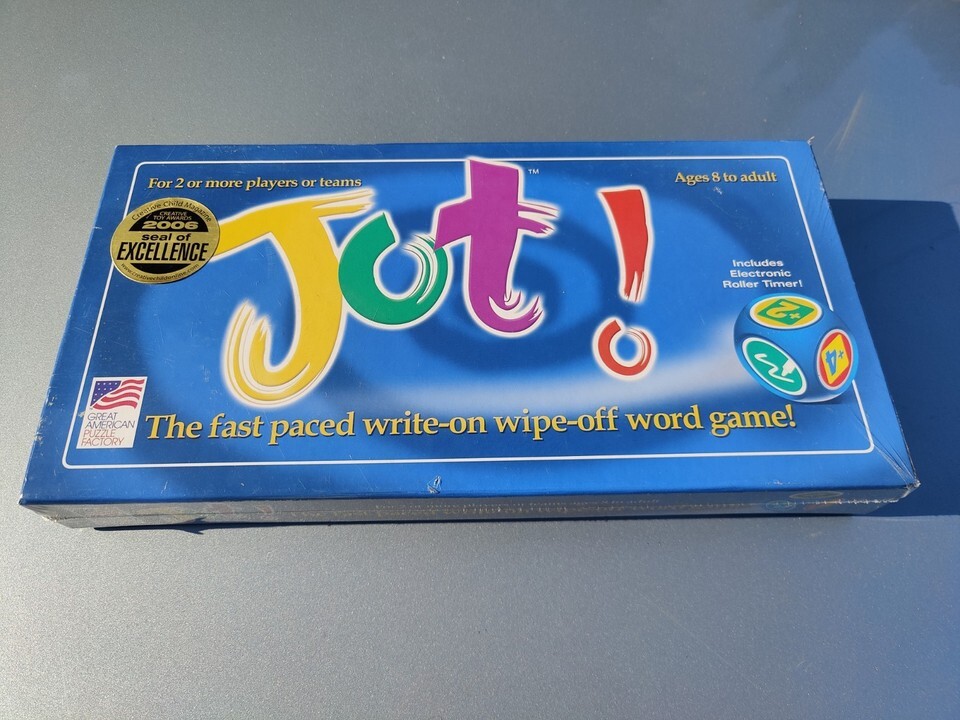 For 2 or more players or teams
Ages 8 to adult
Jot!™
Creative Child Magazine
CREATIVE
TOY AWARDS
2006
seal of
EXCELLENCE
Includes
Electronic
Roller Timer!
2x
4x
GREAT
AMERICAN
PUZZLE
FACTORY
The fast paced write-on wipe-off word game!